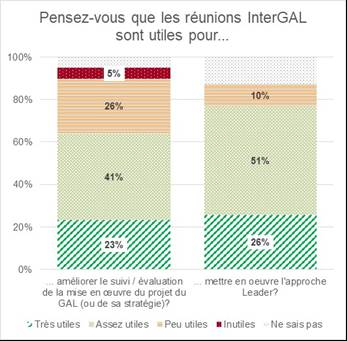 Pensez-vous que les réunions InterGAL
sont utiles pour...
100%
80%
60%
40%
20%
0%
5%
26%
41%
23%
10%
51%
26%
... améliorer le suivi / évaluation
de la mise en œuvre du projet du
GAL (ou de sa stratégie)?
... mettre en oeuvre l'approche
Leader?
Très utiles Assez utiles Peu utiles Inutiles Ne sais pas